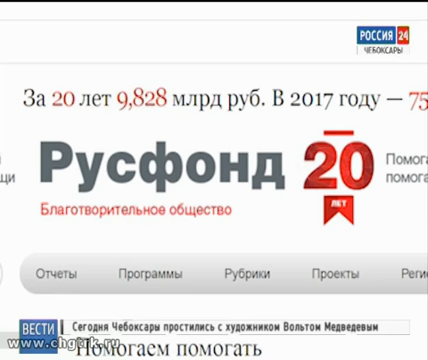 РОССИЯ 24
ЧЕБОКСАРЫ
За 20 лет 9,828 млрд руб. В 2017 году — 75
Русфонд 20 ЛЕТ
Помога
помога
щи
Благотворительное общество
Отчеты Программы Рубрики Проекты Реги
ВЕСТИ Сегодня Чебоксары простились с художником Вольтом Медведевым
www.chgtrk.ru
Помогаем помогать